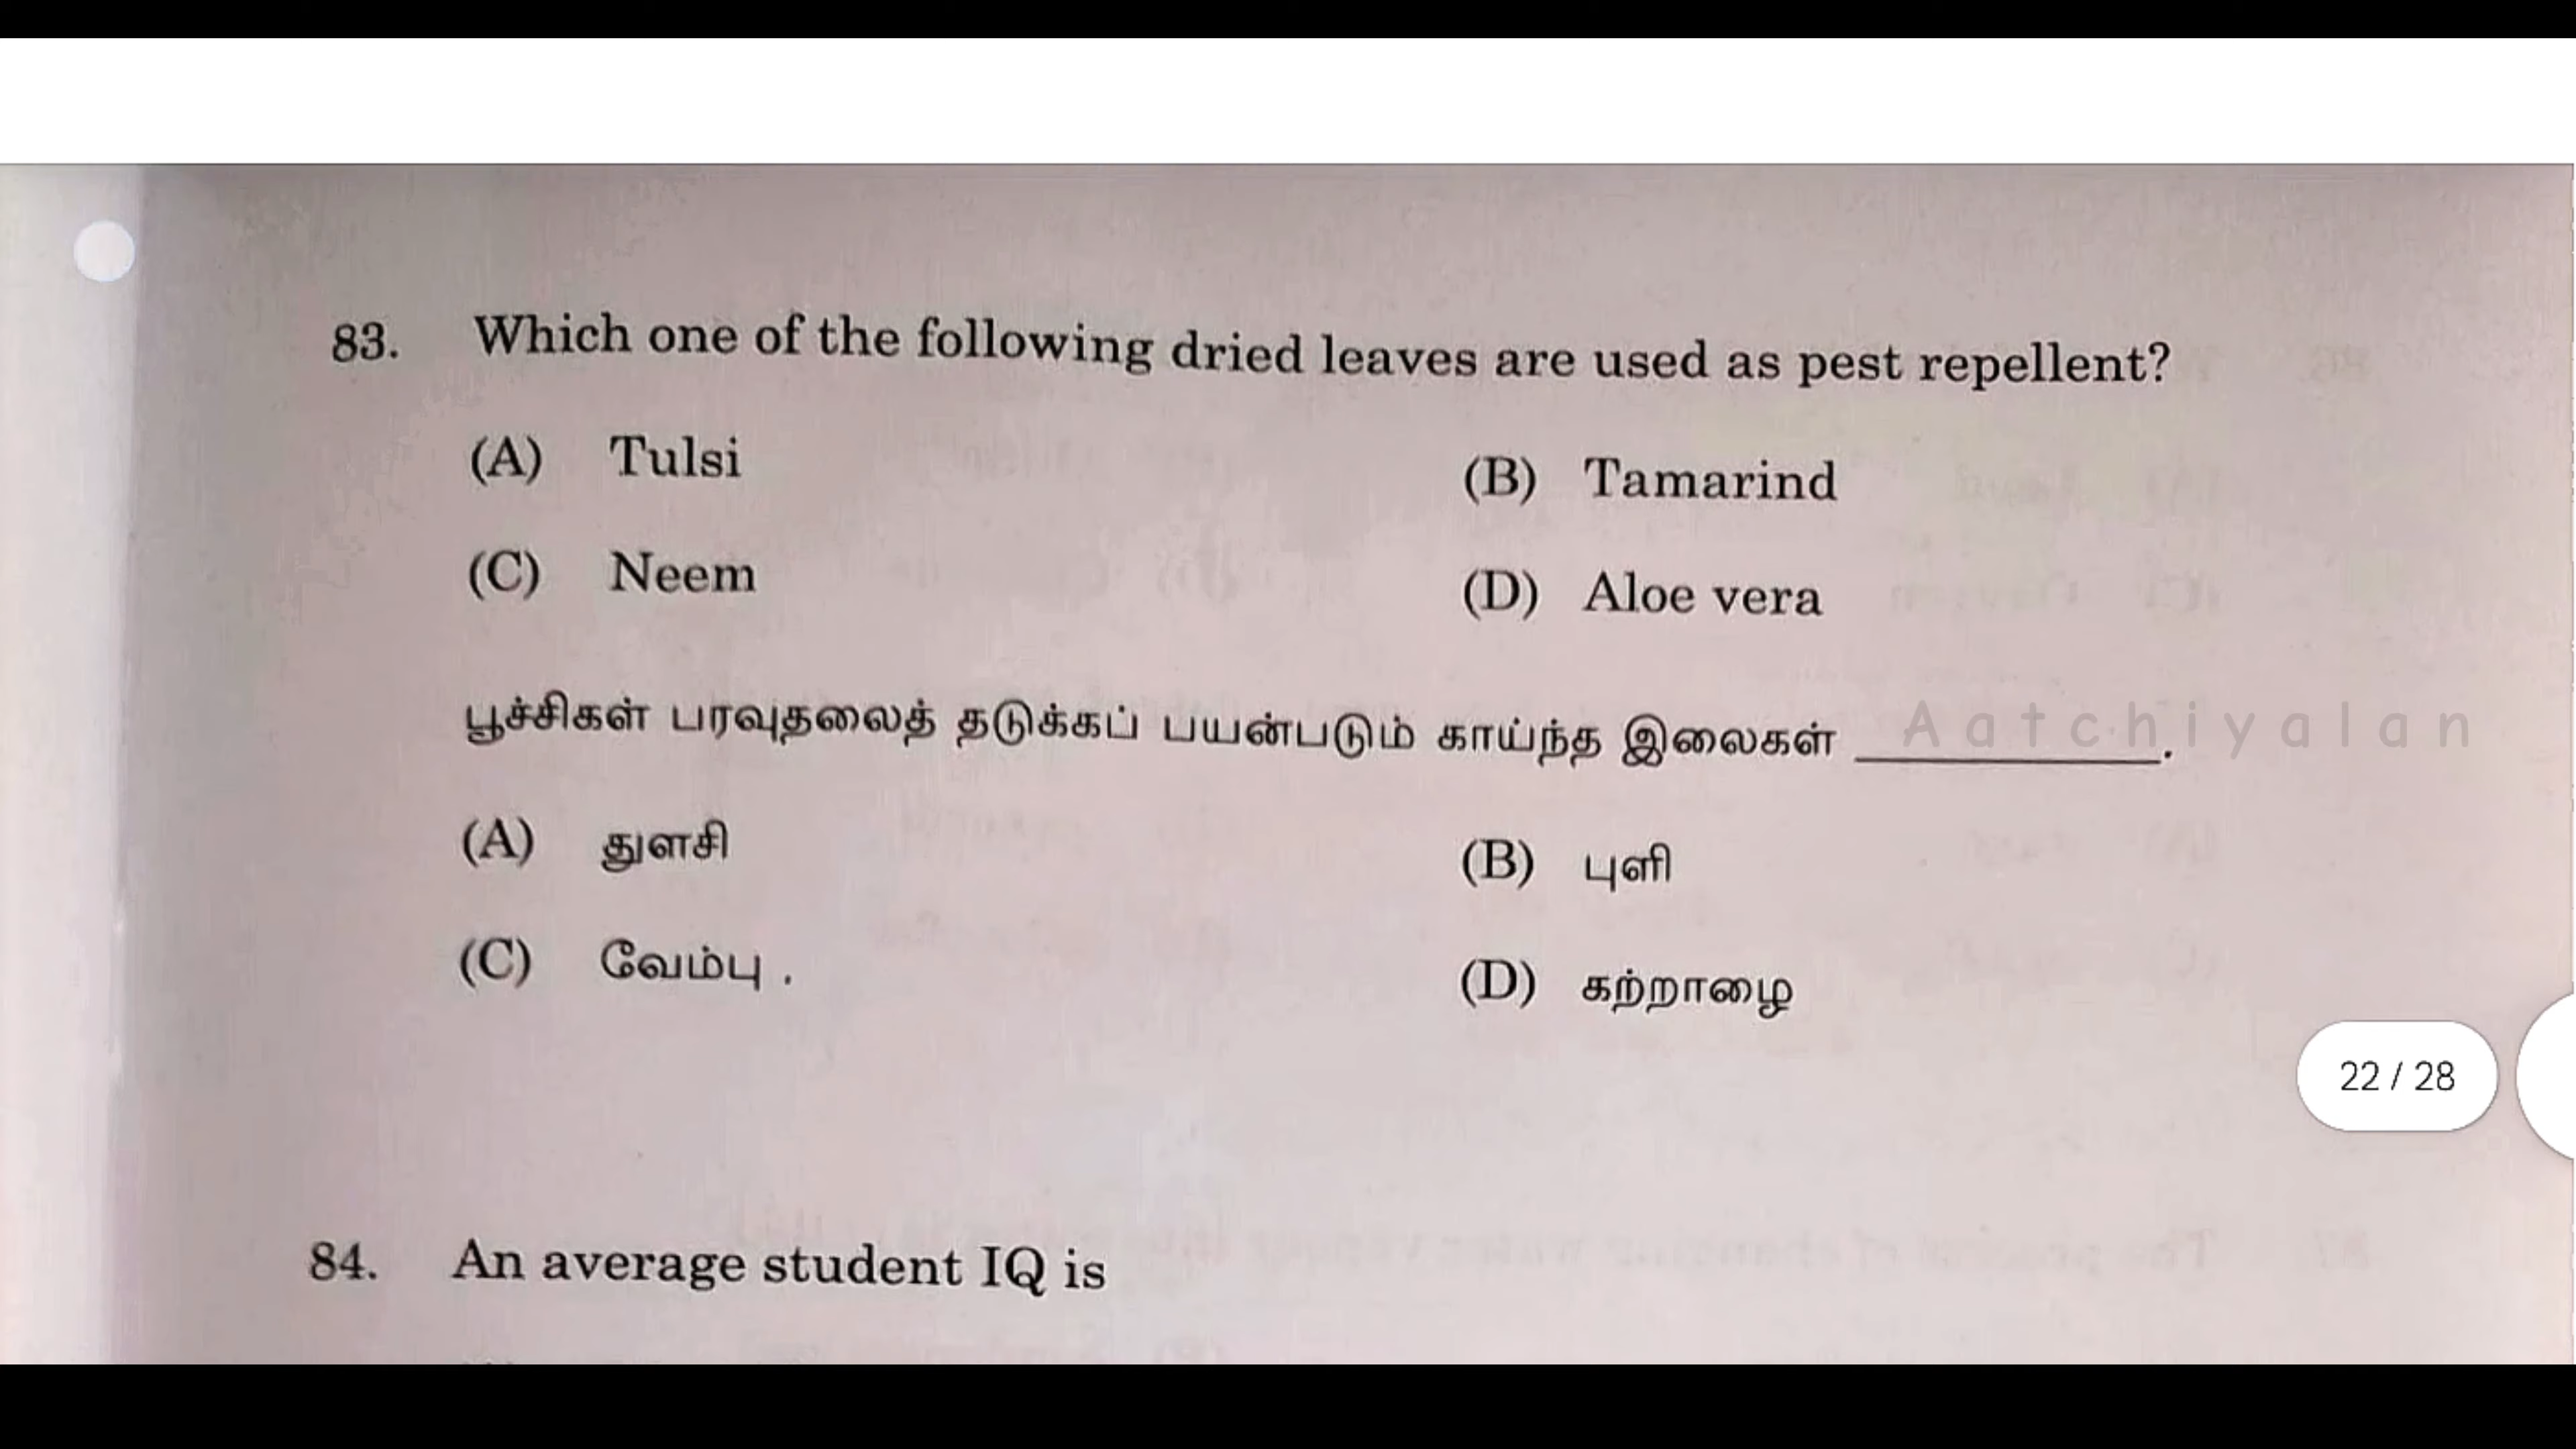 83. Which one of the following dried leaves are used as pest repellent?
(A) Tulsi (B) Tamarind
(C) Neem (D) Aloe vera
பூச்சிகள் பரவுதலைத் தடுக்கப் பயன்படும் காய்ந்த இலைகள் __________.
Aatchiyalan
(A) துளசி (B) புளி
(C) வேம்பு . (D) கற்றாழை
22 / 28
84. An average student IQ is